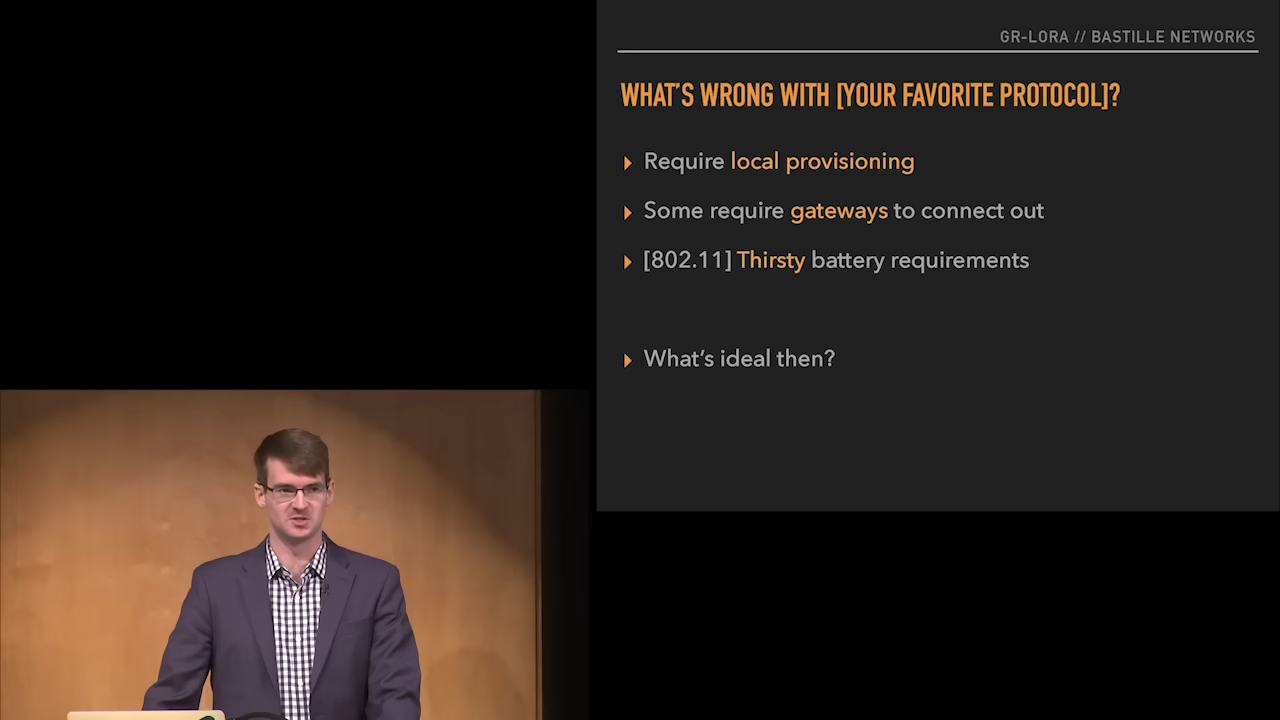 GR-LORA // BASTILLE NETWORKS
WHAT'S WRONG WITH [YOUR FAVORITE PROTOCOL]?
Require local provisioning
Some require gateways to connect out
[802.11] Thirsty battery requirements
What's ideal then?